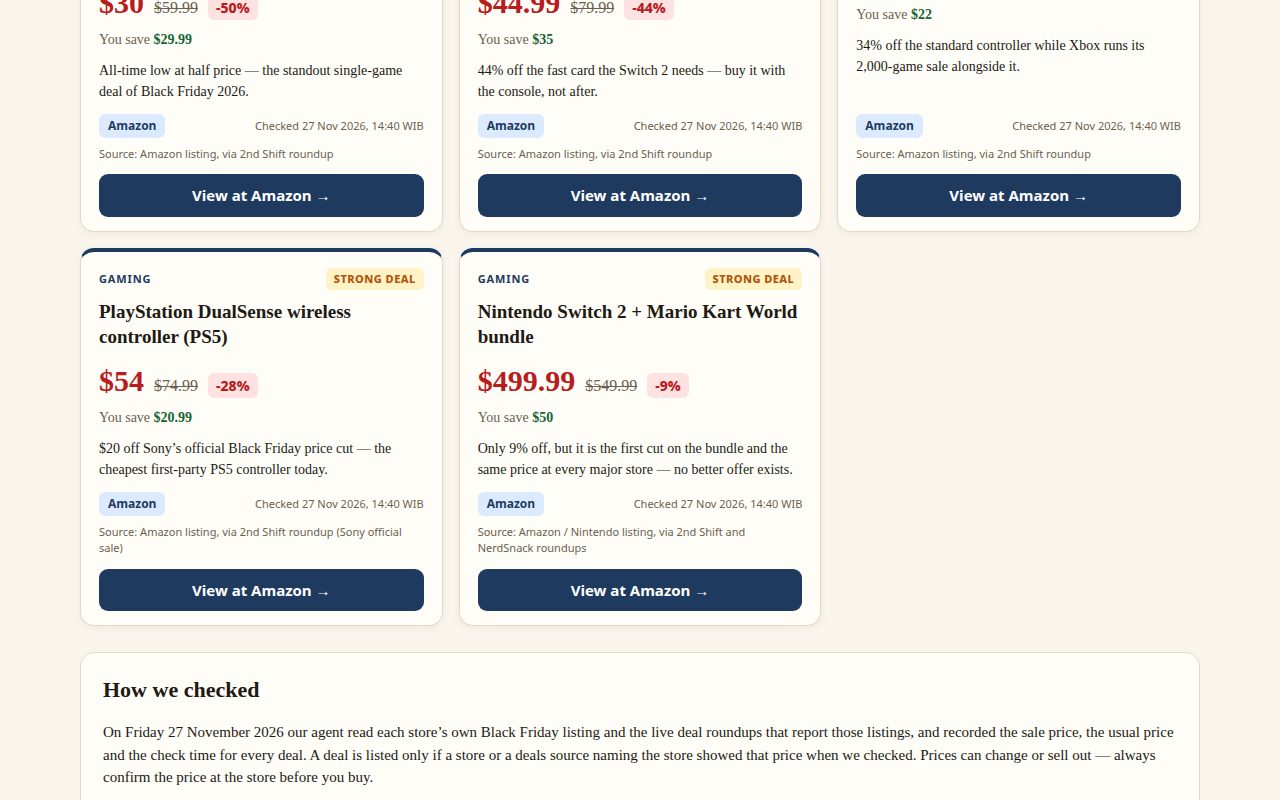 $30 $59.99 -50%
You save $29.99
All-time low at half price — the standout single-game
deal of Black Friday 2026.
Amazon Checked 27 Nov 2026, 14:40 WIB
Source: Amazon listing, via 2nd Shift roundup
View at Amazon →
$44.99 $79.99 -44%
You save $35
44% off the fast card the Switch 2 needs — buy it with
the console, not after.
Amazon Checked 27 Nov 2026, 14:40 WIB
Source: Amazon listing, via 2nd Shift roundup
View at Amazon →
You save $22
34% off the standard controller while Xbox runs its
2,000-game sale alongside it.
Amazon Checked 27 Nov 2026, 14:40 WIB
Source: Amazon listing, via 2nd Shift roundup
View at Amazon →
GAMING STRONG DEAL
PlayStation DualSense wireless
controller (PS5)
$54 $74.99 -28%
You save $20.99
$20 off Sony’s official Black Friday price cut — the
cheapest first-party PS5 controller today.
Amazon Checked 27 Nov 2026, 14:40 WIB
Source: Amazon listing, via 2nd Shift roundup (Sony official
sale)
View at Amazon →
GAMING STRONG DEAL
Nintendo Switch 2 + Mario Kart World
bundle
$499.99 $549.99 -9%
You save $50
Only 9% off, but it is the first cut on the bundle and the
same price at every major store — no better offer exists.
Amazon Checked 27 Nov 2026, 14:40 WIB
Source: Amazon / Nintendo listing, via 2nd Shift and
NerdSnack roundups
View at Amazon →
How we checked
On Friday 27 November 2026 our agent read each store’s own Black Friday listing and the live deal roundups that report those listings, and recorded the sale price, the usual price
and the check time for every deal. A deal is listed only if a store or a deals source naming the store showed that price when we checked. Prices can change or sell out — always
confirm the price at the store before you buy.